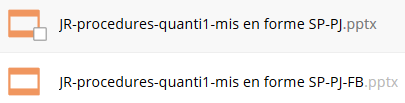 JR-procedures-quanti1-mis en forme SP-PJ.pptx
JR-procedures-quanti1-mis en forme SP-PJ-FB.pptx